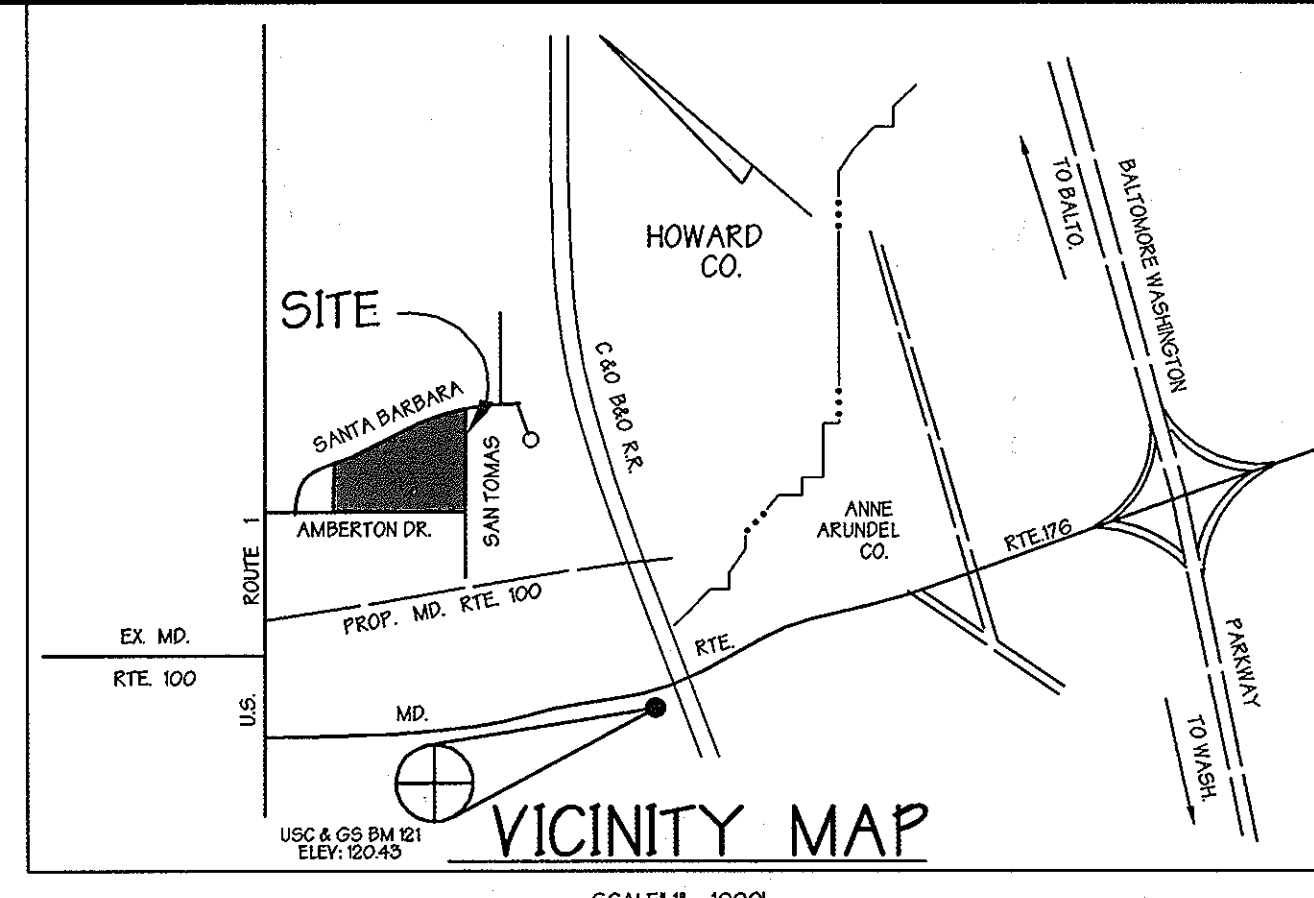 HOWARD
CO.
TO BALTO.
BALTOMORE WASHINGTON
PARKWAY
TO WASH.
SITE
SANTA BARBARA
SAN TOMAS
AMBERTON DR.
C &O B&O R.R.
ANNE
ARUNDEL
CO.
U.S. ROUTE 1
PROP. MD. RTE. 100
EX. MD.
RTE. 100
MD. RTE. RTE.176
USC & GS BM 121
ELEV: 120.43
VICINITY MAP